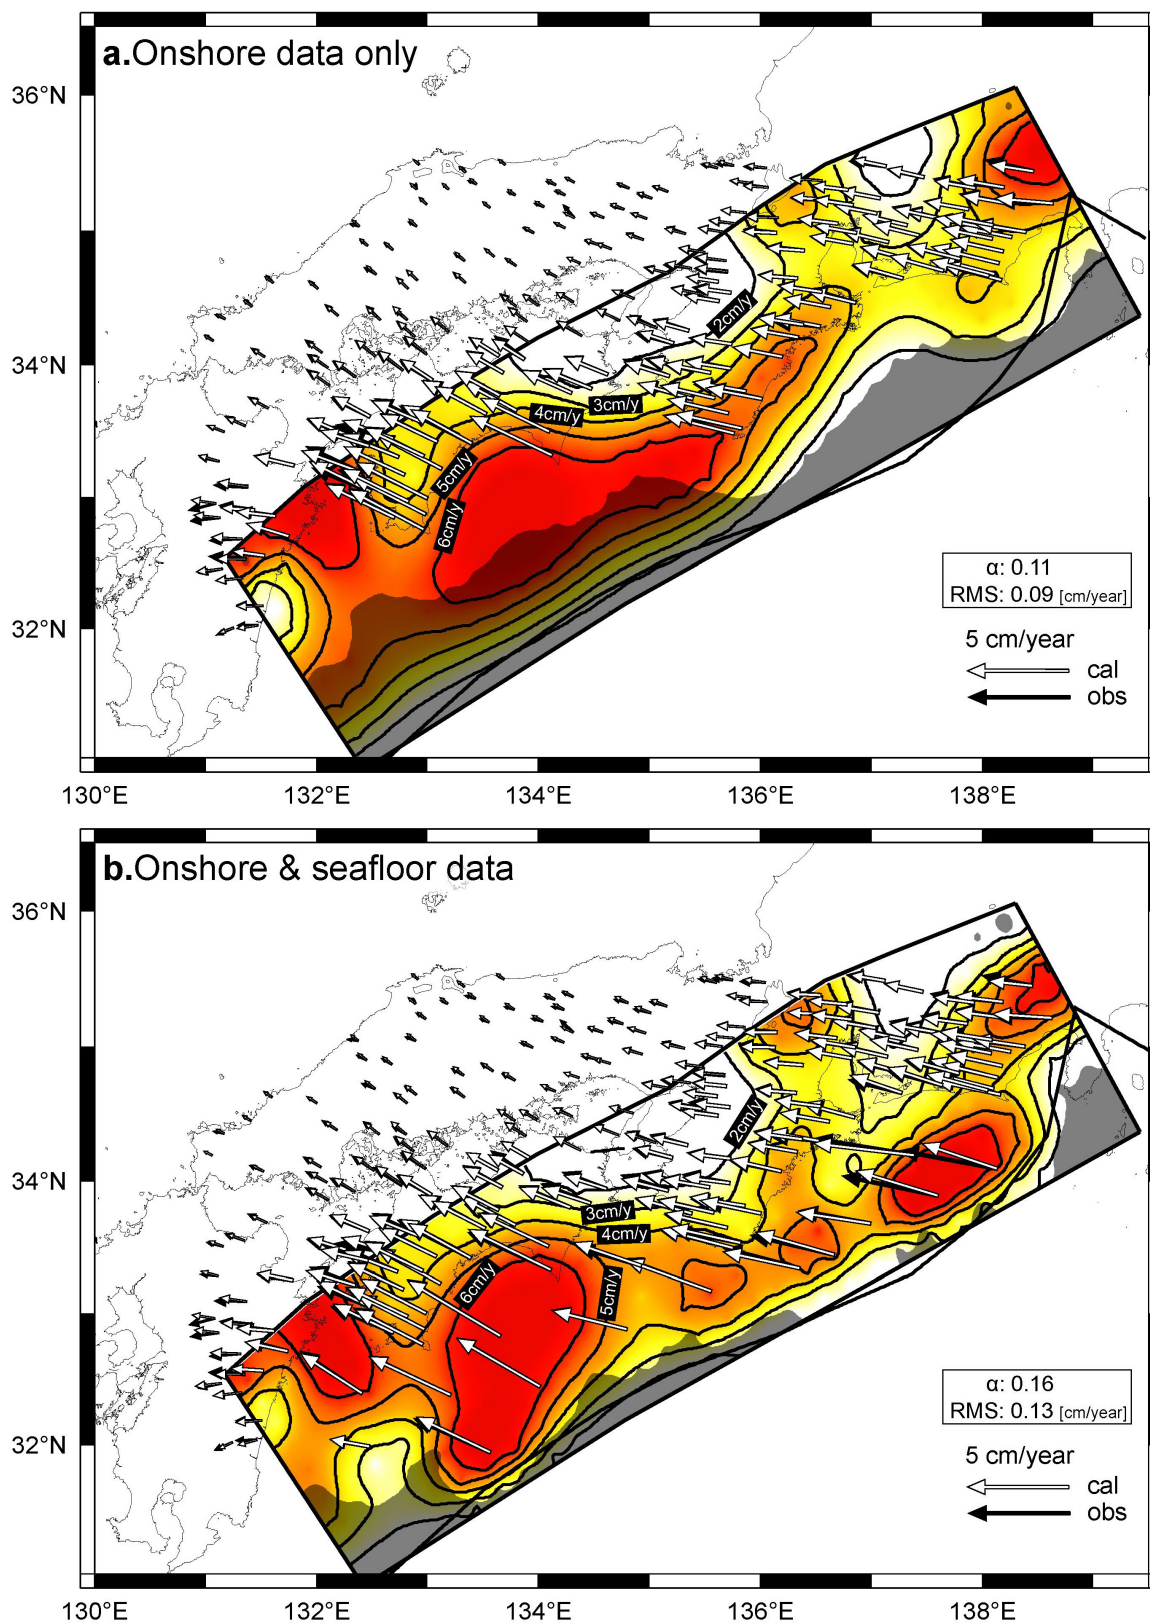 a.Onshore data only
36°N
34°N
32°N
2cm/y
3cm/y
4cm/y
5cm/y
6cm/y
α: 0.11
RMS: 0.09 [cm/year]
5 cm/year
cal
obs
130°E 132°E 134°E 136°E 138°E
b.Onshore & seafloor data
36°N
34°N
32°N
2cm/y
3cm/y
4cm/y
5cm/y
6cm/y
α: 0.16
RMS: 0.13 [cm/year]
5 cm/year
cal
obs
130°E 132°E 134°E 136°E 138°E